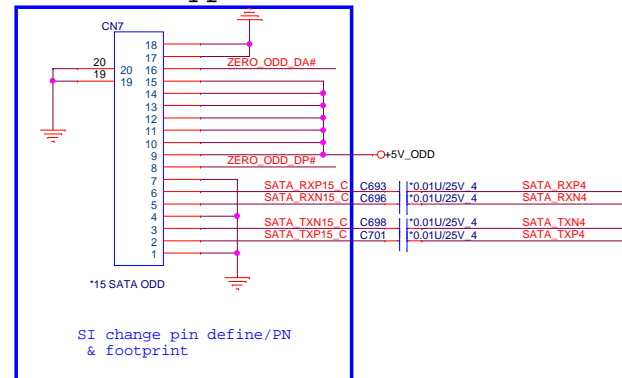 CN7
18
17
20 20 16 ZERO_ODD_DA#
19 19 15
14
13
12
11
10
9 +5V_ODD
8 ZERO_ODD_DP#
7
6 SATA_RXP15_C C693 *0.01U/25V_4 SATA_RXP4
5 SATA_RXN15_C C696 *0.01U/25V_4 SATA_RXN4
4
3 SATA_TXN15_C C698 *0.01U/25V_4 SATA_TXN4
2 SATA_TXP15_C C701 *0.01U/25V_4 SATA_TXP4
1
*15 SATA ODD
SI change pin define/PN
& footprint